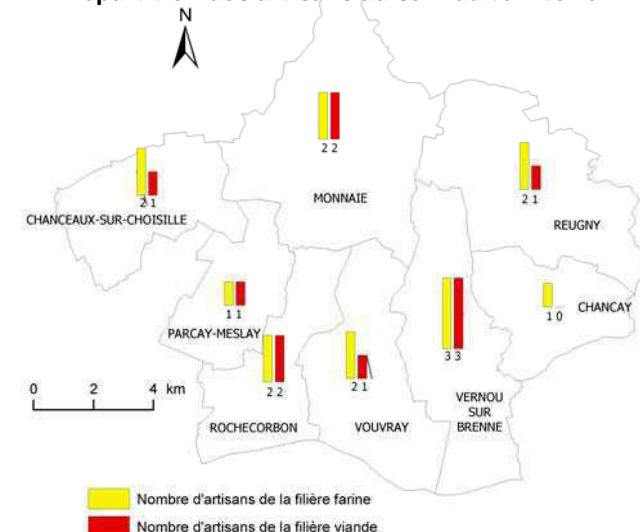 N
2 2
MONNAIE
2 1
CHANCEAUX-SUR-CHOISILLE
2 1
REUGNY
1 1
PARCAY-MESLAY
1 0
CHANCAY
3 3
VERNOU
SUR
BRENNE
2 2
ROCHECORBON
2 1
VOUVRAY
0 2 4 km
Nombre d'artisans de la filière farine
Nombre d'artisans de la filière viande